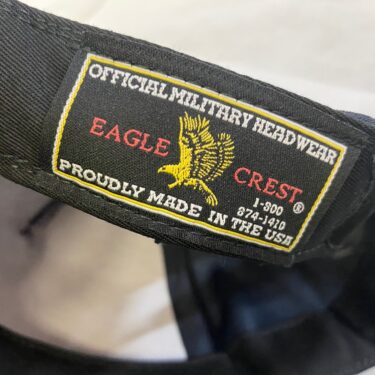 OFFICIAL MILITARY HEADWEAR
EAGLE
CREST ®
1-800
874-1410
PROUDLY MADE IN THE USA